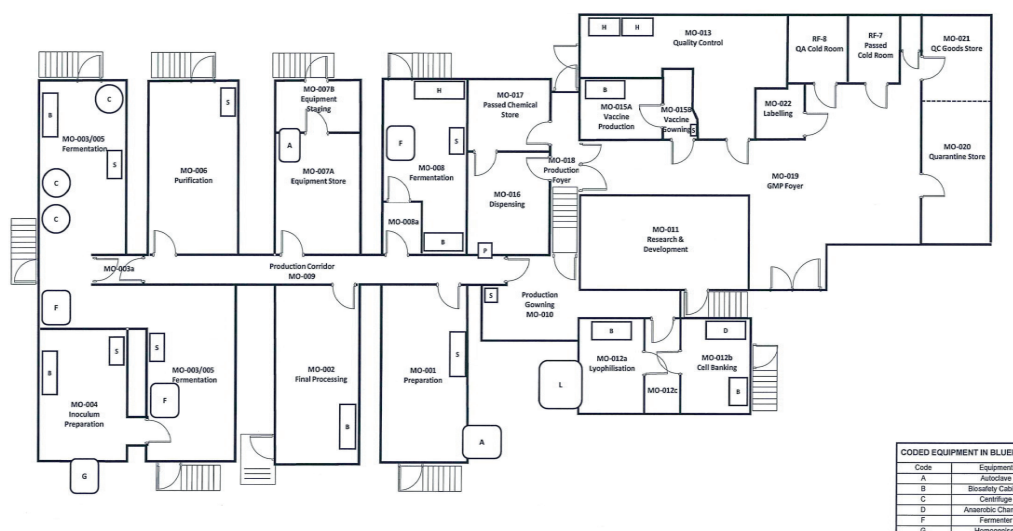 H
H
MO-013
Quality Control
RF-8
QA Cold Room
RF-7
Passed
Cold Room
MO-021
QC Goods Store
MO-007B
Equipment
Staging
H
MO-017
Passed Chemical
Store
B
MO-015A
Vaccine
Production
MO-015B
Vaccine
Gowning
S
MO-022
Labelling
C
B
MO-003/005
Fermentation
S
C
C
S
MO-006
Purification
A
MO-007A
Equipment Store
F
S
MO-008
Fermentation
MO-008a
B
MO-018
Production
Foyer
MO-016
Dispensing
P
MO-019
GMP Foyer
MO-020
Quarantine Store
MO-011
Research &
Development
MO-003a
Production Corridor
MO-009
F
S
Production
Gowning
MO-010
B
S
MO-004
Inoculum
Preparation
G
S
MO-003/005
Fermentation
F
MO-002
Final Processing
B
S
MO-001
Preparation
A
L
B
MO-012a
Lyophilisation
MO-012c
D
MO-012b
Cell Banking
B
CODED EQUIPMENT IN
Code Equipment
A Autoclave
B Biosafety
C Centrifuge
D Anaerobic
F Fermenter
G